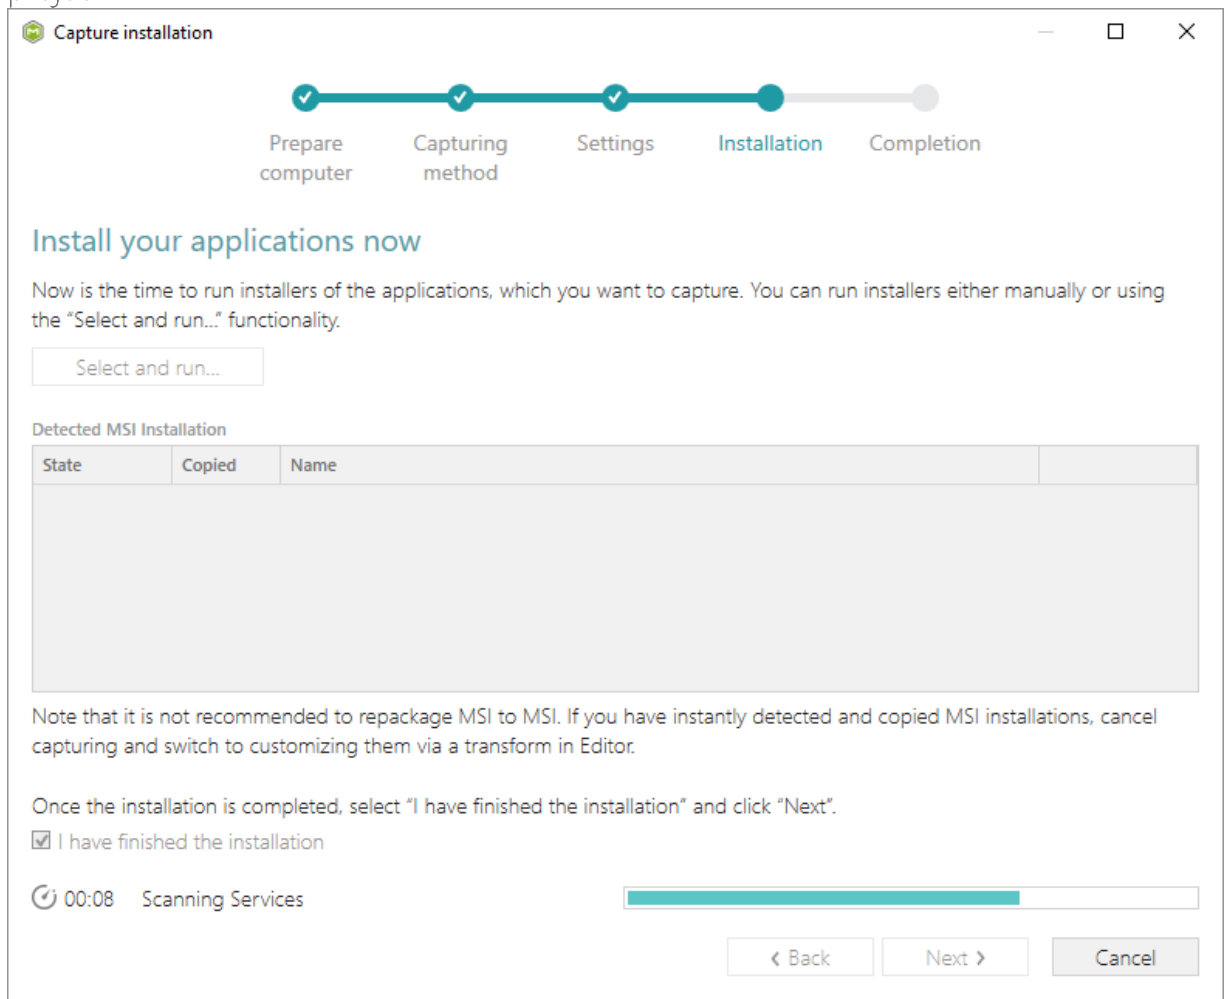 Capture installation
Prepare computer
Capturing method
Settings
Installation
Completion
Install your applications now
Now is the time to run installers of the applications, which you want to capture. You can run installers either manually or using
the “Select and run...” functionality.
Select and run...
Detected MSI Installation
State Copied Name
Note that it is not recommended to repackage MSI to MSI. If you have instantly detected and copied MSI installations, cancel
capturing and switch to customizing them via a transform in Editor.
Once the installation is completed, select “I have finished the installation” and click “Next”.
I have finished the installation
00:08 Scanning Services
Back Next Cancel